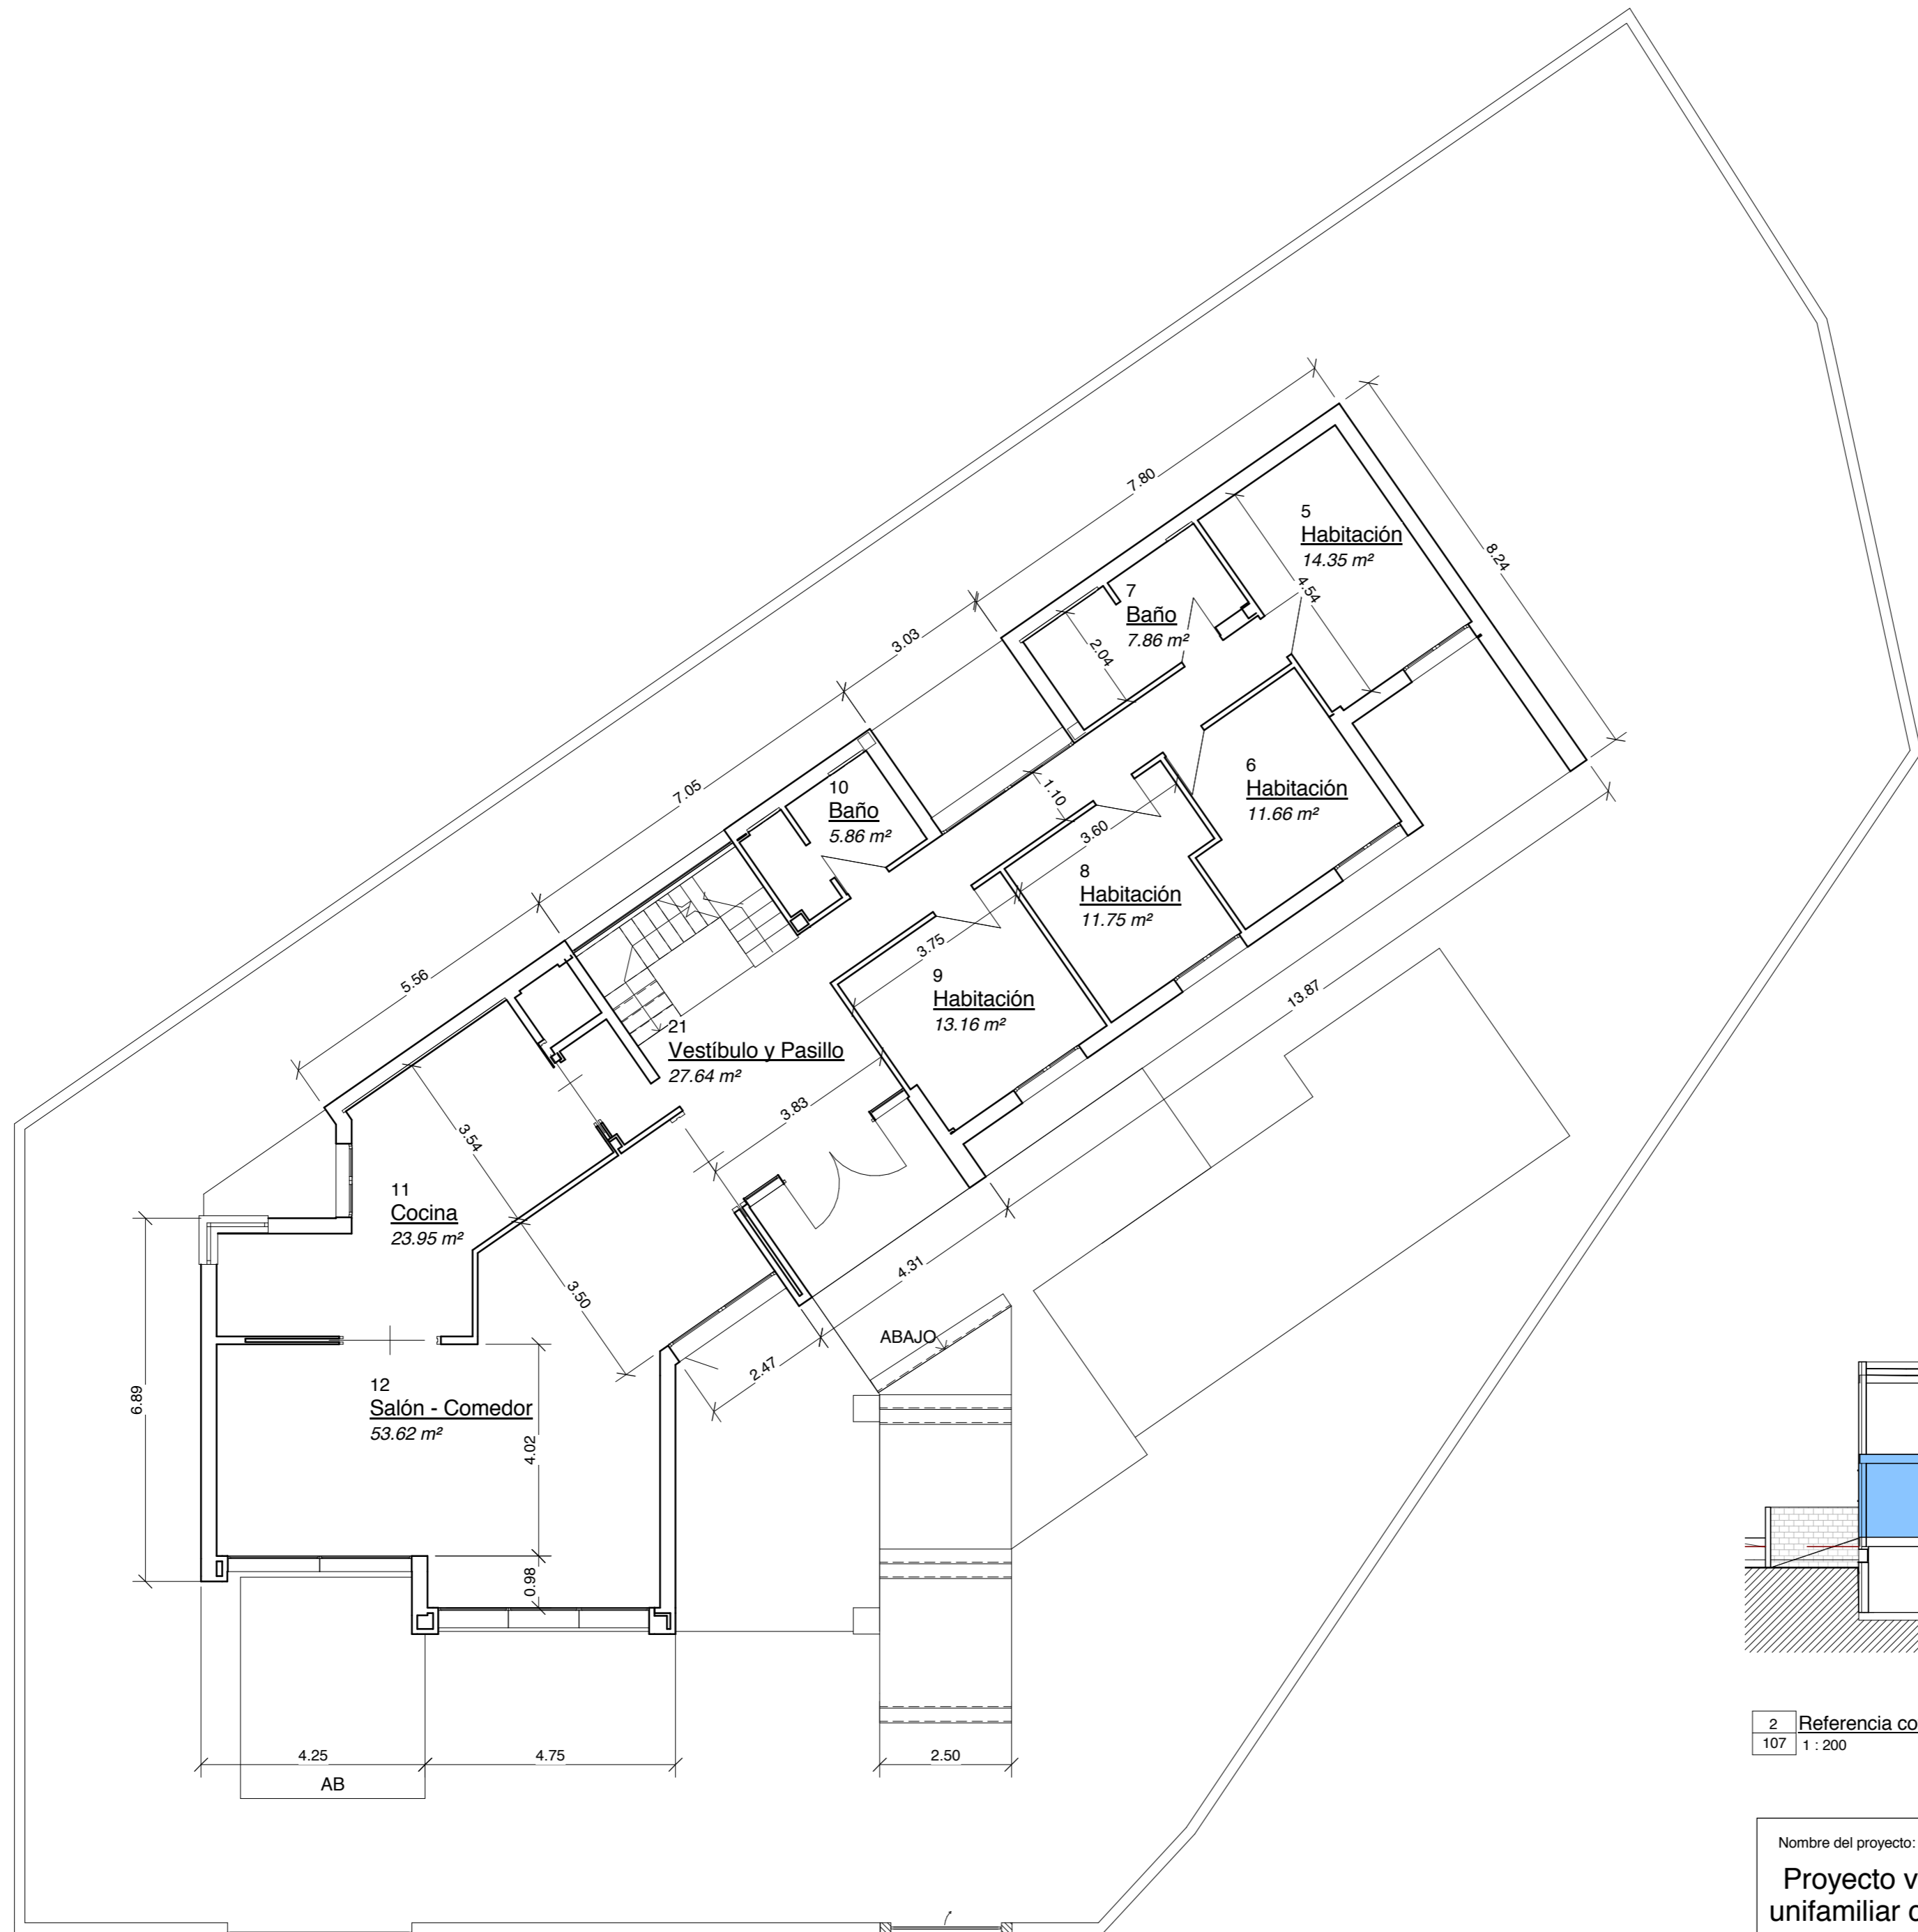 7.80
8.24
5
Habitación
14.35 m²
4.54
7
Baño
7.86 m²
2.04
3.03
7.05
10
Baño
5.86 m²
1.10
6
Habitación
11.66 m²
3.60
8
Habitación
11.75 m²
3.75
9
Habitación
13.16 m²
13.87
5.56
21
Vestíbulo y Pasillo
27.64 m²
3.83
3.54
11
Cocina
23.95 m²
3.50
4.31
ABAJO
2.47
6.89
12
Salón - Comedor
53.62 m²
4.02
0.98
4.25
4.75
2.50
AB
2
107
Referencia co
1 : 200
Nombre del proyecto:
Proyecto v
unifamiliar c